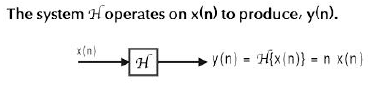 The system ℋ operates on x(n) to produce, y(n).
x(n)
ℋ
y(n) = ℋ{x(n)} = n x(n)